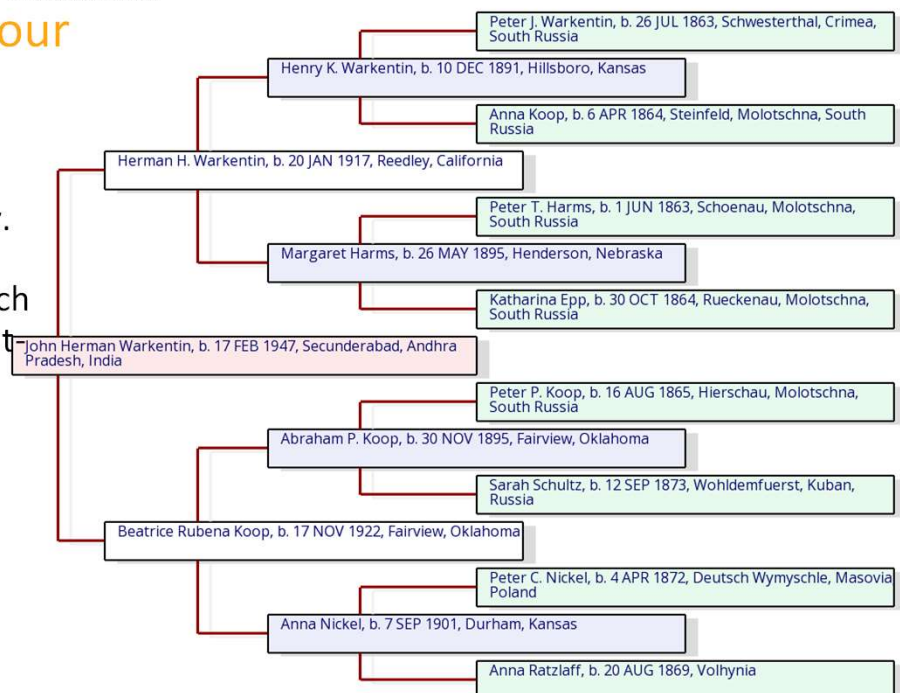 our
Peter J. Warkentin, b. 26 JUL 1863, Schwesterthal, Crimea,
South Russia
Henry K. Warkentin, b. 10 DEC 1891, Hillsboro, Kansas
Anna Koop, b. 6 APR 1864, Steinfeld, Molotschna, South
Russia
Herman H. Warkentin, b. 20 JAN 1917, Reedley, California
Peter T. Harms, b. 1 JUN 1863, Schoenau, Molotschna,
South Russia
Margaret Harms, b. 26 MAY 1895, Henderson, Nebraska
Katharina Epp, b. 30 OCT 1864, Rueckenau, Molotschna,
South Russia
ch
t-
John Herman Warkentin, b. 17 FEB 1947, Secunderabad, Andhra
Pradesh, India
Peter P. Koop, b. 16 AUG 1865, Hierschau, Molotschna,
South Russia
Abraham P. Koop, b. 30 NOV 1895, Fairview, Oklahoma
Sarah Schultz, b. 12 SEP 1873, Wohldemfuerst, Kuban,
Russia
Beatrice Rubena Koop, b. 17 NOV 1922, Fairview, Oklahoma
Peter C. Nickel, b. 4 APR 1872, Deutsch Wymyschle, Masovia
Poland
Anna Nickel, b. 7 SEP 1901, Durham, Kansas
Anna Ratzlaff, b. 20 AUG 1869, Volhynia